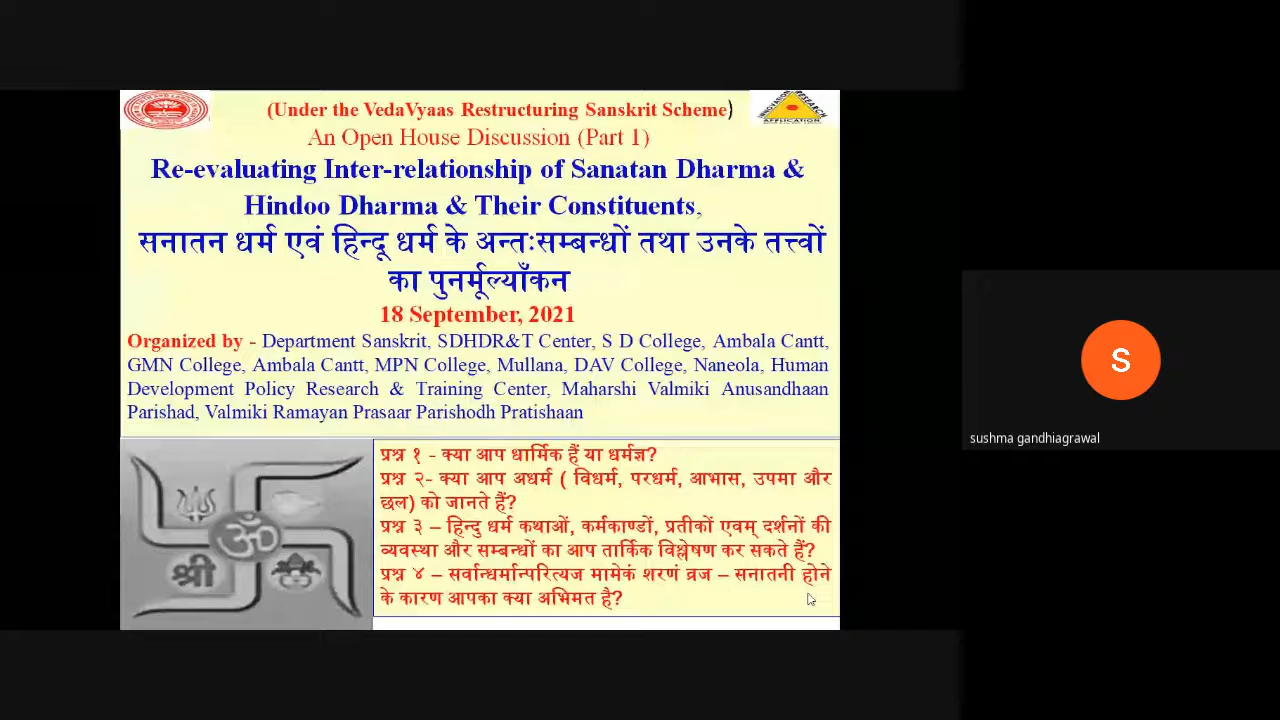 (Under the VedaVyaas Restructuring Sanskrit Scheme)
An Open House Discussion (Part 1)
Re-evaluating Inter-relationship of Sanatan Dharma &
Hindoo Dharma & Their Constituents,
सनातन धर्म एवं हिन्दू धर्म के अन्तःसम्बन्धों तथा उनके तत्त्वों
का पुनर्मूल्याँकन
18 September, 2021
Organized by - Department Sanskrit, SDHDR&T Center, S D College, Ambala Cantt,
GMN College, Ambala Cantt, MPN College, Mullana, DAV College, Naneola, Human
Development Policy Research & Training Center, Maharshi Valmiki Anusandhaan
Parishad, Valmiki Ramayan Prasaar Parishodh Pratishaan
प्रश्न १ - क्या आप धार्मिक हैं या धर्मज्ञ?
प्रश्न २- क्या आप अधर्म ( विधर्म, परधर्म, आभास, उपमा और
छल) को जानते हैं?
प्रश्न ३ – हिन्दु धर्म कथाओं, कर्मकाण्डों, प्रतीकों एवम् दर्शनों की
व्यवस्था और सम्बन्धों का आप तार्किक विश्लेषण कर सकते हैं?
प्रश्न ४ – सर्वान्धर्मान्परित्यज मामेकं शरणं व्रज – सनातनी होने
के कारण आपका क्या अभिमत है?
ॐ
श्री
INNOVATION RESEARCH
APPLICATION
S
sushma gandhiagrawal